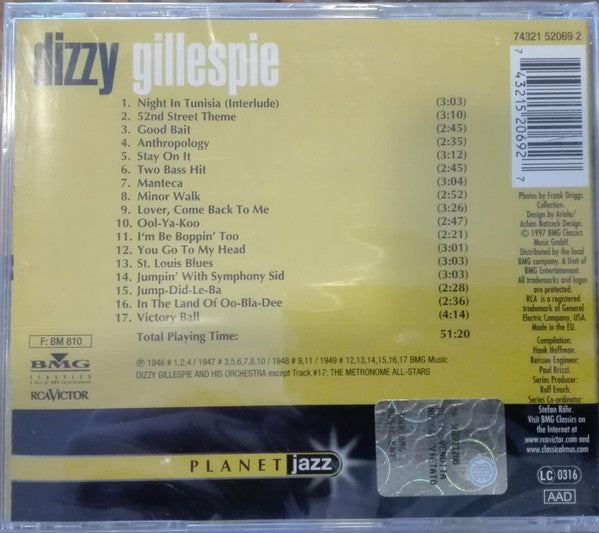 dizzy gillespie
74321 52069 2
1. Night In Tunisia (Interlude) (3:03)
2. 52nd Street Theme (3:10)
3. Good Bait (2:45)
4. Anthropology (2:35)
5. Stay On It (3:12)
6. Two Bass Hit (2:45)
7. Manteca (3:04)
8. Minor Walk (2:52)
9. Lover, Come Back To Me (3:26)
10. Ool-Ya-Koo (2:47)
11. I'm Be Boppin' Too (2:21)
12. You Go To My Head (3:01)
13. St. Louis Blues (3:03)
14. Jumpin' With Symphony Sid (3:03)
15. Jump-Did-Le-Ba (2:28)
16. In The Land Of Oo-Bla-Dee (2:36)
17. Victory Ball (4:14)
Total Playing Time: 51:20
7 43215 20692 7
Photos by Frank Driggs
Collection.
Design by Ariola/
Achim Natzeck Design.
© 1997 BMG Classics
Music GmbH.
Distributed by the local
BMG company. A Unit of
BMG Entertainment.
All trademarks and logos
are protected.
RCA is a registered
trademark of General
Electric Company, USA.
Made in the EU.
Compilation:
Hank Hoffman.
Reissue Engineer:
Paul Brizzi.
Series Producer:
Rolf Enoch.
Series Co-ordinator:
Stefan Röhr.
Visit BMG Classics on
the Internet at
www.rcavictor.com and
www.classicalmus.com
F: BM 810
BMG
CLASSICS
A Unit of BMG Entertainment
RCA VICTOR
℗ 1946 # 1,2,4 / 1947 # 3,5,6,7,8,10 / 1948 # 9,11 / 1949 # 12,13,14,15,16,17 BMG Music
DIZZY GILLESPIE AND HIS ORCHESTRA except Track #17: THE METRONOME ALL-STARS
PLANET jazz
LC 0316
AAD